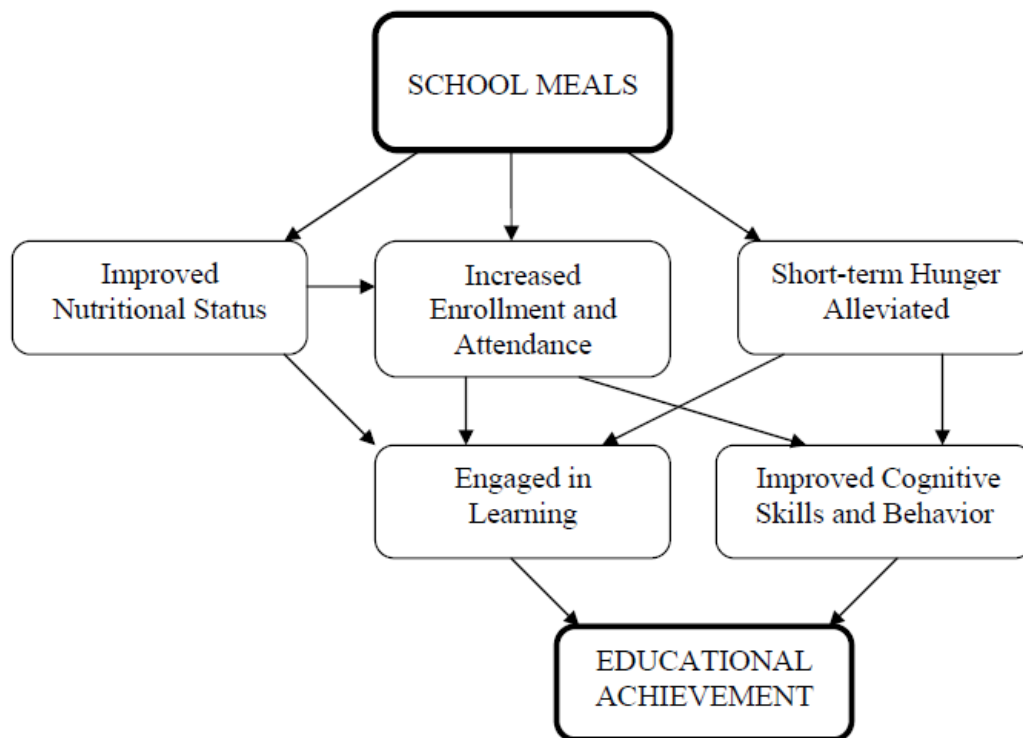 SCHOOL MEALS
Improved
Nutritional Status
Increased
Enrollment and
Attendance
Short-term Hunger
Alleviated
Engaged in
Learning
Improved Cognitive
Skills and Behavior
EDUCATIONAL
ACHIEVEMENT